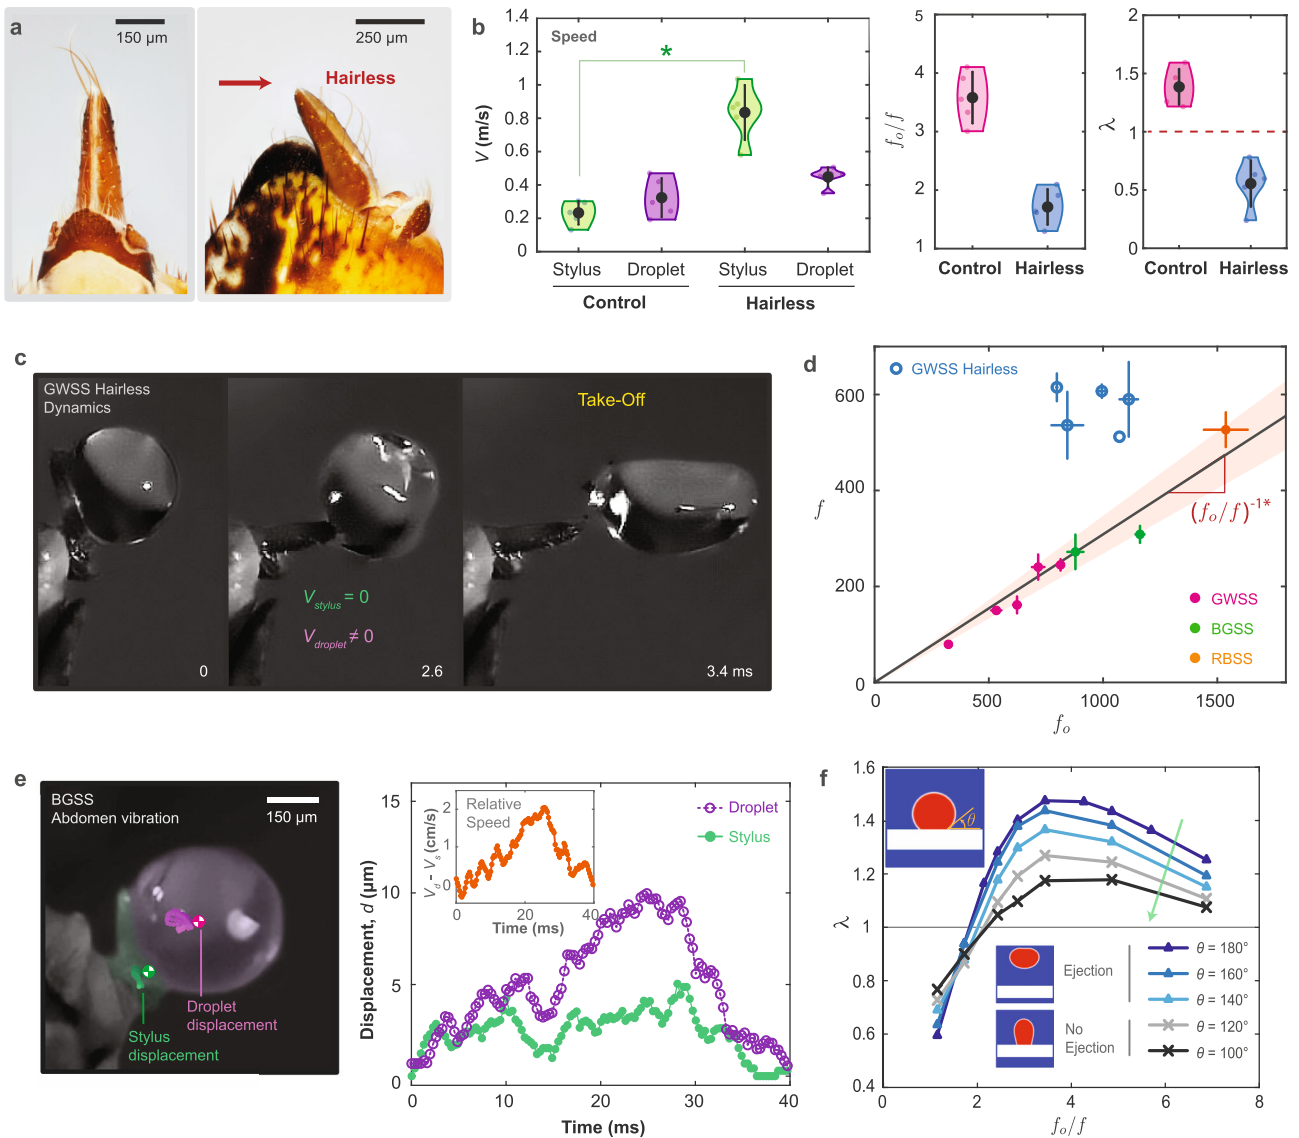 a
150 µm
250 µm
Hairless
b
Speed
*
V (m/s)
1.4
1.2
1
0.8
0.6
0.4
0.2
0
Stylus
Droplet
Stylus
Droplet
Control
Hairless
fₒ/f
5
4
3
2
1
Control
Hairless
λ
2
1.5
1
0.5
0
Control
Hairless
c
GWSS Hairless
Dynamics
Take-Off
Vstylus = 0
Vdroplet ≠ 0
0
2.6
3.4 ms
d
GWSS Hairless
f
600
400
200
0
(fₒ/f)⁻¹*
GWSS
BGSS
RBSS
0
500
1000
1500
fₒ
e
BGSS
Abdomen vibration
150 µm
Droplet
displacement
Stylus
displacement
Displacement, d (µm)
15
10
5
0
Relative
Speed
Vd - Vs (cm/s)
2
1
0
0
20
40
Time (ms)
Droplet
Stylus
0
10
20
30
40
Time (ms)
f
λ
1.6
1.4
1.2
1
0.8
0.6
0.4
θ
Ejection
No
Ejection
θ = 180°
θ = 160°
θ = 140°
θ = 120°
θ = 100°
0
2
4
6
8
fₒ/f